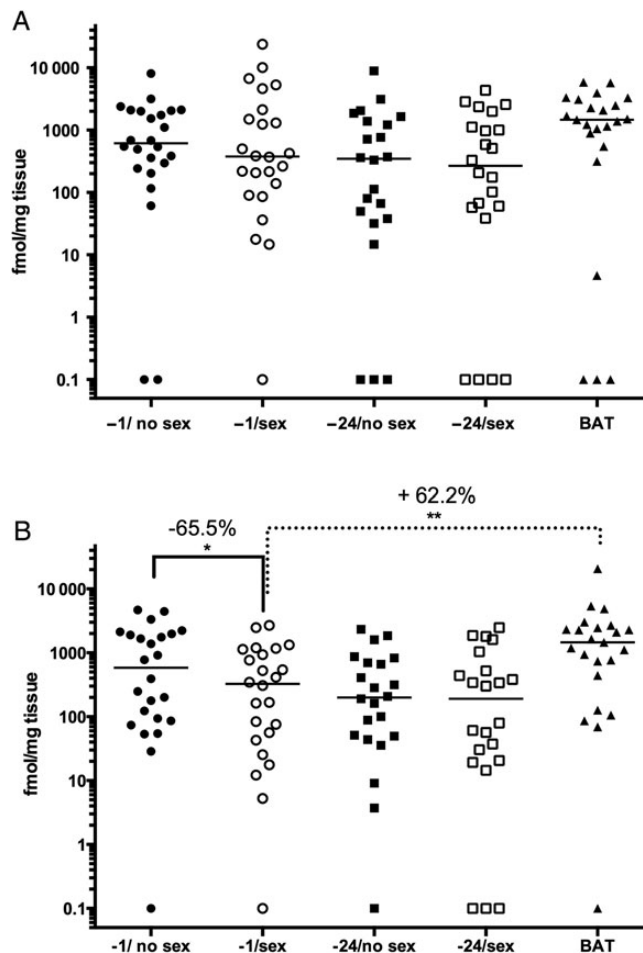 A
fmol/mg tissue
10 000
1000
100
10
1
0.1
–1/ no sex –1/sex –24/no sex –24/sex BAT
B
+ 62.2%
**
-65.5%
*
fmol/mg tissue
10 000
1000
100
10
1
0.1
-1/ no sex -1/sex -24/no sex -24/sex BAT